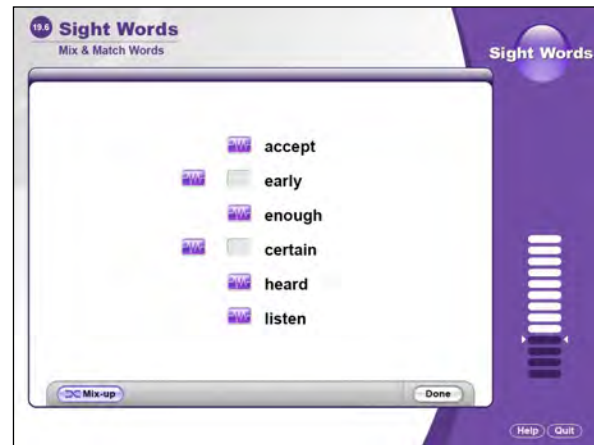 19.6 Sight Words
Mix & Match Words
Sight Words
accept
early
enough
certain
heard
listen
Mix-up
Done
Help
Quit